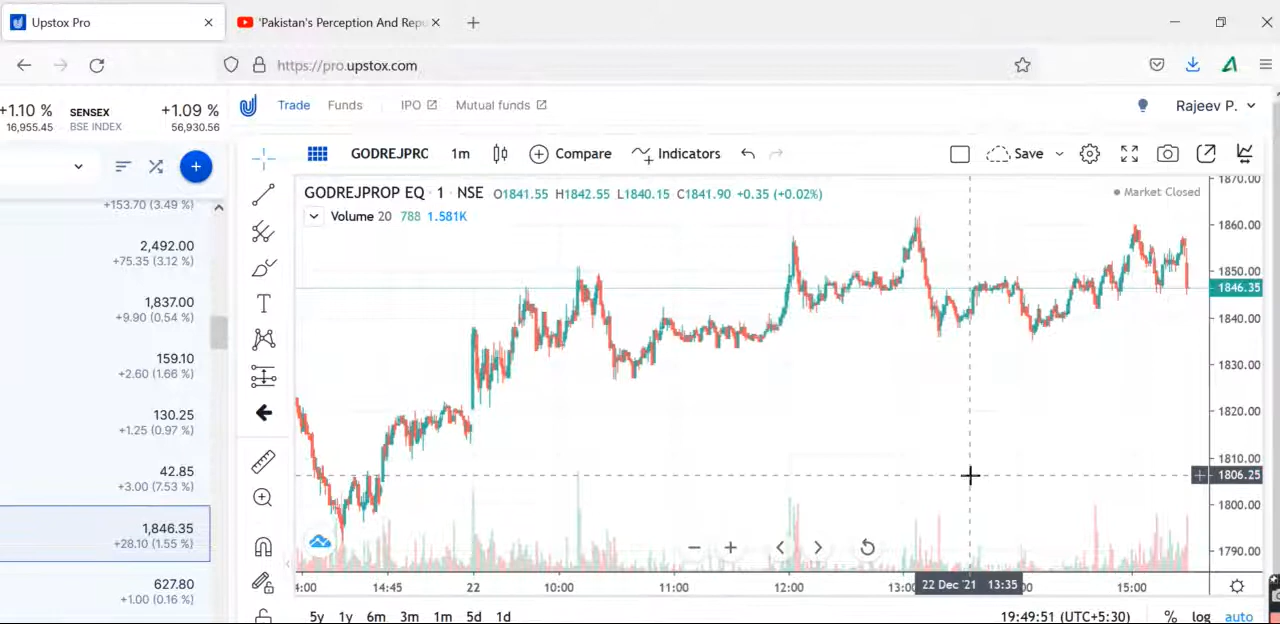 Upstox Pro
'Pakistan's Perception And Repu
https://pro.upstox.com
+1.10 %
16,955.45
SENSEX
BSE INDEX
+1.09 %
56,930.56
Trade
Funds
IPO
Mutual funds
Rajeev P.
GODREJPRC
1m
Compare
Indicators
Save
+153.70 (3.49 %)
2,492.00
+75.35 (3.12 %)
1,837.00
+9.90 (0.54 %)
159.10
+2.60 (1.66 %)
130.25
+1.25 (0.97 %)
42.85
+3.00 (7.53 %)
1,846.35
+28.10 (1.55 %)
627.80
+1.00 (0.16 %)
GODREJPROP EQ · 1 · NSE O1841.55 H1842.55 L1840.15 C1841.90 +0.35 (+0.02%)
Market Closed
Volume 20 788 1.581K
1870.00
1860.00
1850.00
1846.35
1840.00
1830.00
1820.00
1810.00
1806.25
1800.00
1790.00
4:00 14:45 22 10:00 11:00 12:00 13:0 22 Dec '21 13:35 15:00
5y 1y 6m 3m 1m 5d 1d
19:49:51 (UTC+5:30) % log auto